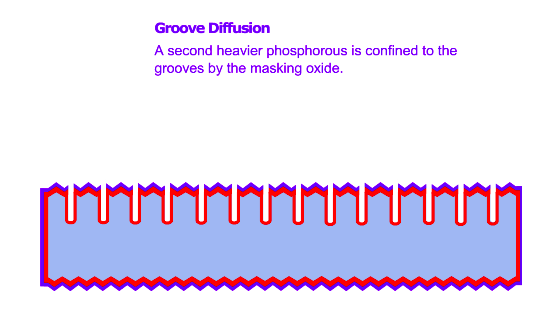 Groove Diffusion
A second heavier phosphorous is confined to the
grooves by the masking oxide.